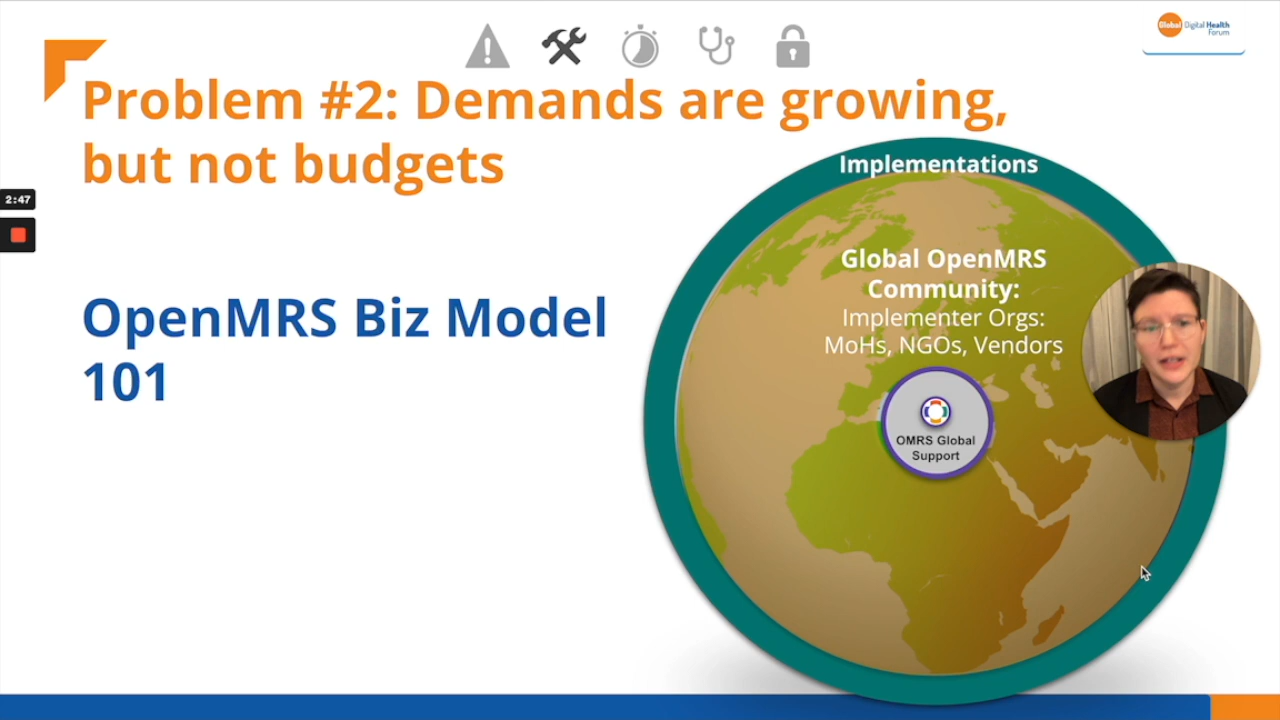 Global Digital Health
Forum
Problem #2: Demands are growing,
but not budgets
Implementations
2:47
Global OpenMRS
Community:
Implementer Orgs:
MoHs, NGOs, Vendors
OpenMRS Biz Model
101
OMRS Global
Support